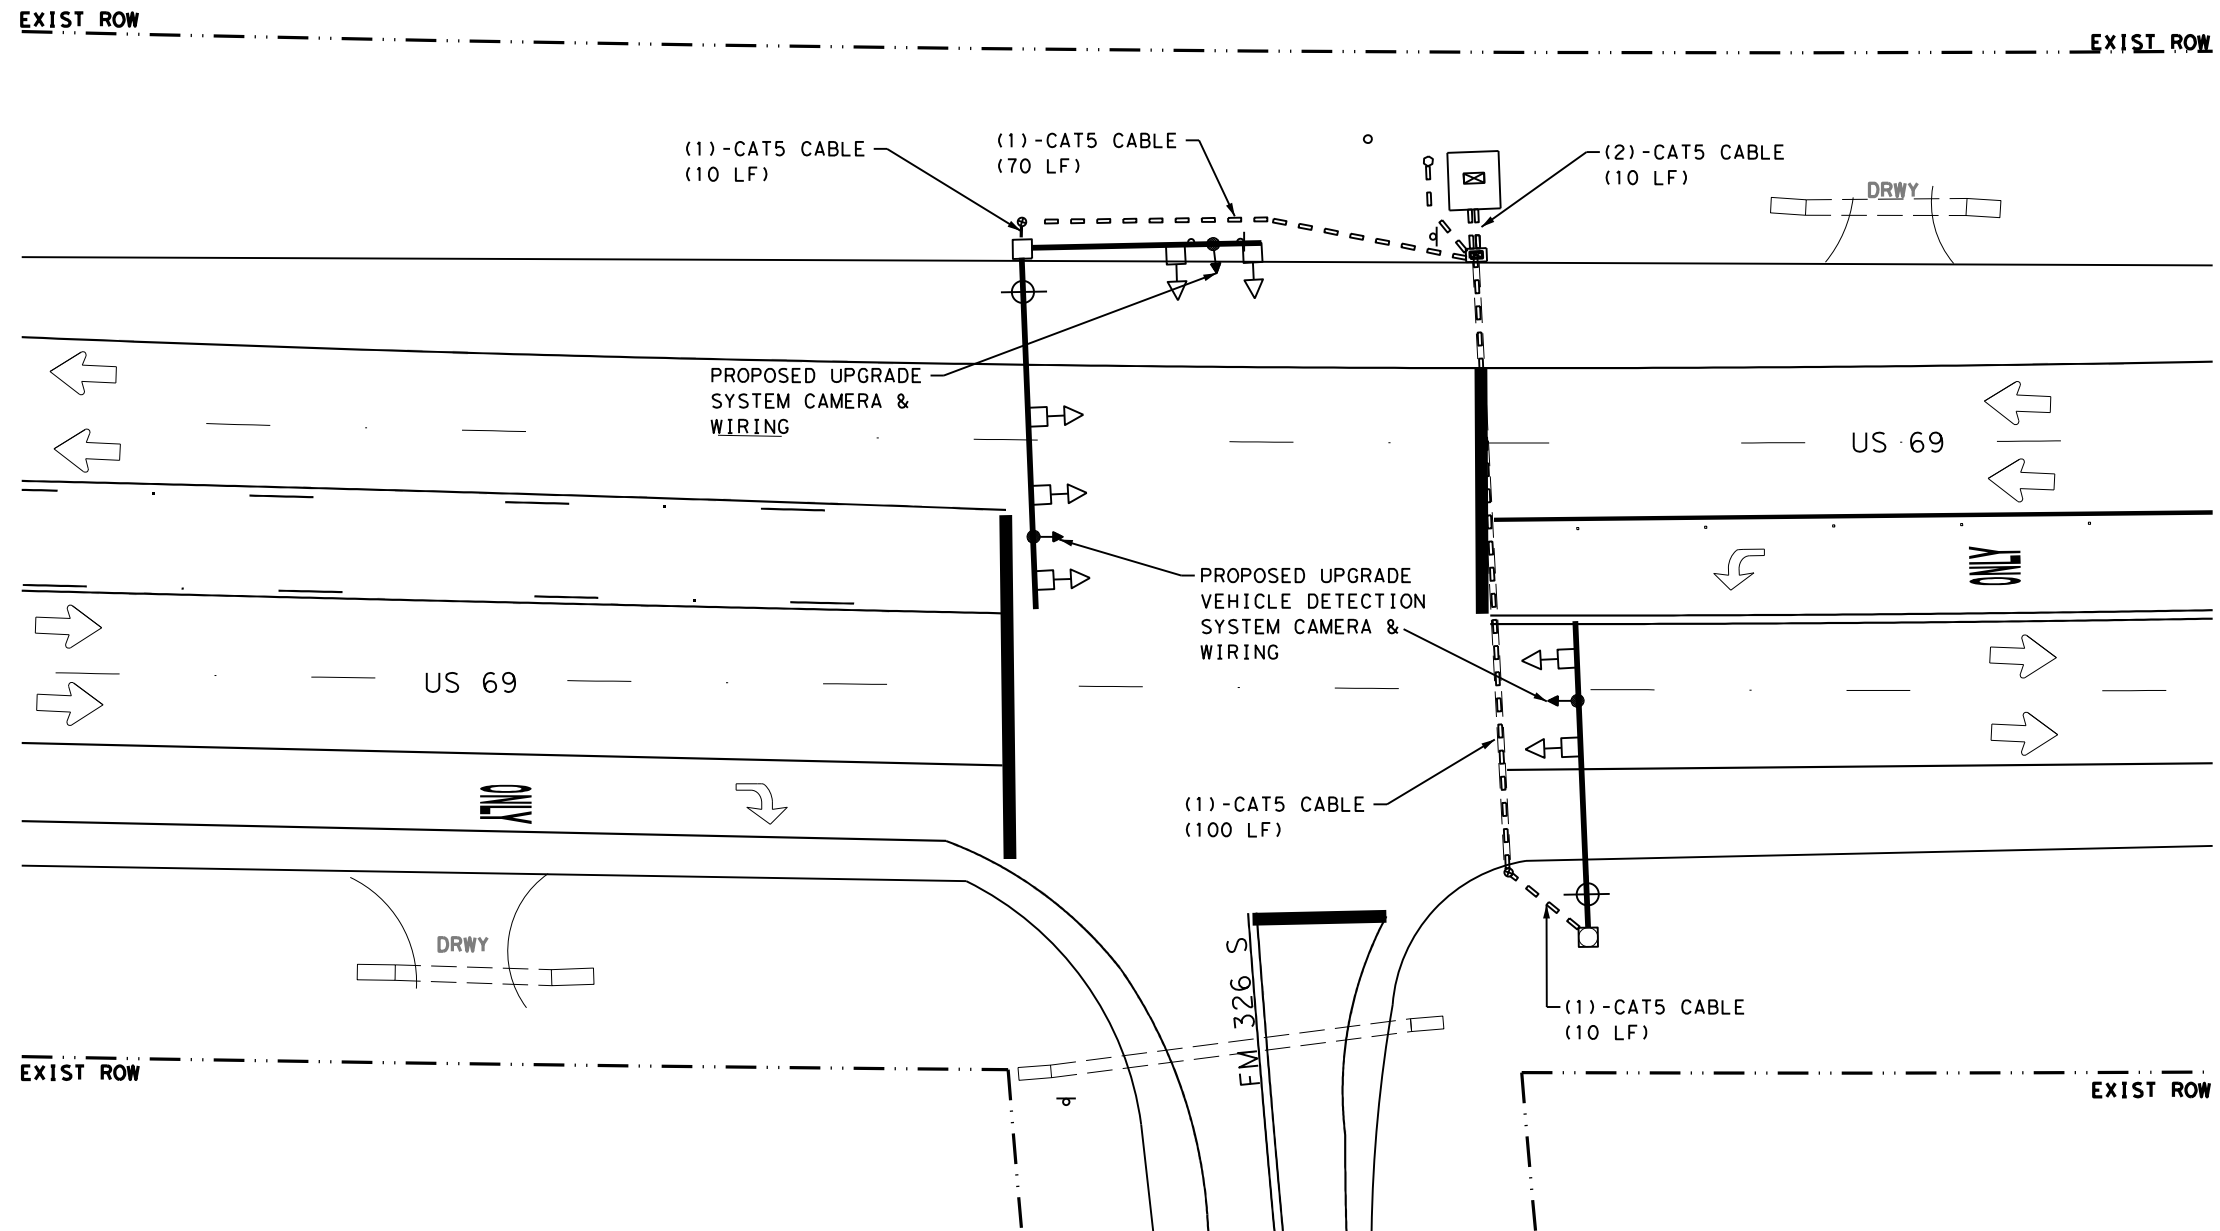 EXIST ROW
EXIST ROW
(1)-CAT5 CABLE
(10 LF)
(1)-CAT5 CABLE
(70 LF)
(2)-CAT5 CABLE
(10 LF)
DRWY
PROPOSED UPGRADE
SYSTEM CAMERA &
WIRING
US 69
ONLY
PROPOSED UPGRADE
VEHICLE DETECTION
SYSTEM CAMERA &
WIRING
US 69
ONLY
(1)-CAT5 CABLE
(100 LF)
DRWY
FM 326 S
(1)-CAT5 CABLE
(10 LF)
EXIST ROW
EXIST ROW